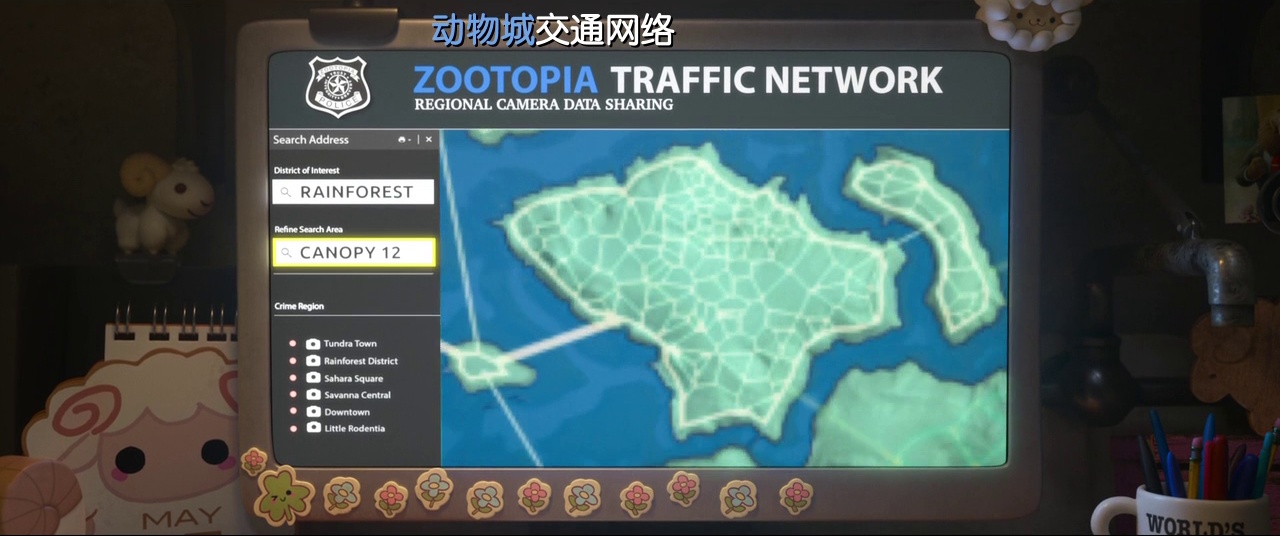 动物城交通网络
ZOOTOPIA TRAFFIC NETWORK
REGIONAL CAMERA DATA SHARING
POLICE
Search Address
District of Interest
RAINFOREST
Refine Search Area
CANOPY 12
Crime Region
Tundra Town
Rainforest District
Sahara Square
Savanna Central
Downtown
Little Rodentia
MAY
WORLD'S